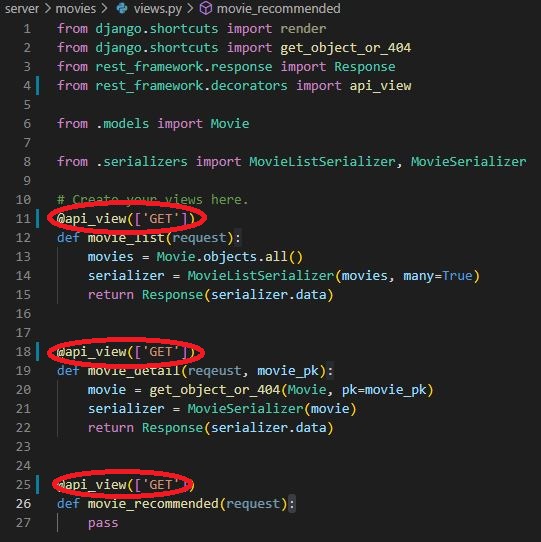 server > movies > views.py > movie_recommended
1 from django.shortcuts import render
2 from django.shortcuts import get_object_or_404
3 from rest_framework.response import Response
4 from rest_framework.decorators import api_view
5
6 from .models import Movie
7
8 from .serializers import MovieListSerializer, MovieSerializer
9
10 # Create your views here.
11 @api_view(['GET'])
12 def movie_list(request):
13 movies = Movie.objects.all()
14 serializer = MovieListSerializer(movies, many=True)
15 return Response(serializer.data)
16
17
18 @api_view(['GET'])
19 def movie_detail(reqeust, movie_pk):
20 movie = get_object_or_404(Movie, pk=movie_pk)
21 serializer = MovieSerializer(movie)
22 return Response(serializer.data)
23
24
25 @api_view(['GET'])
26 def movie_recommended(request):
27 pass